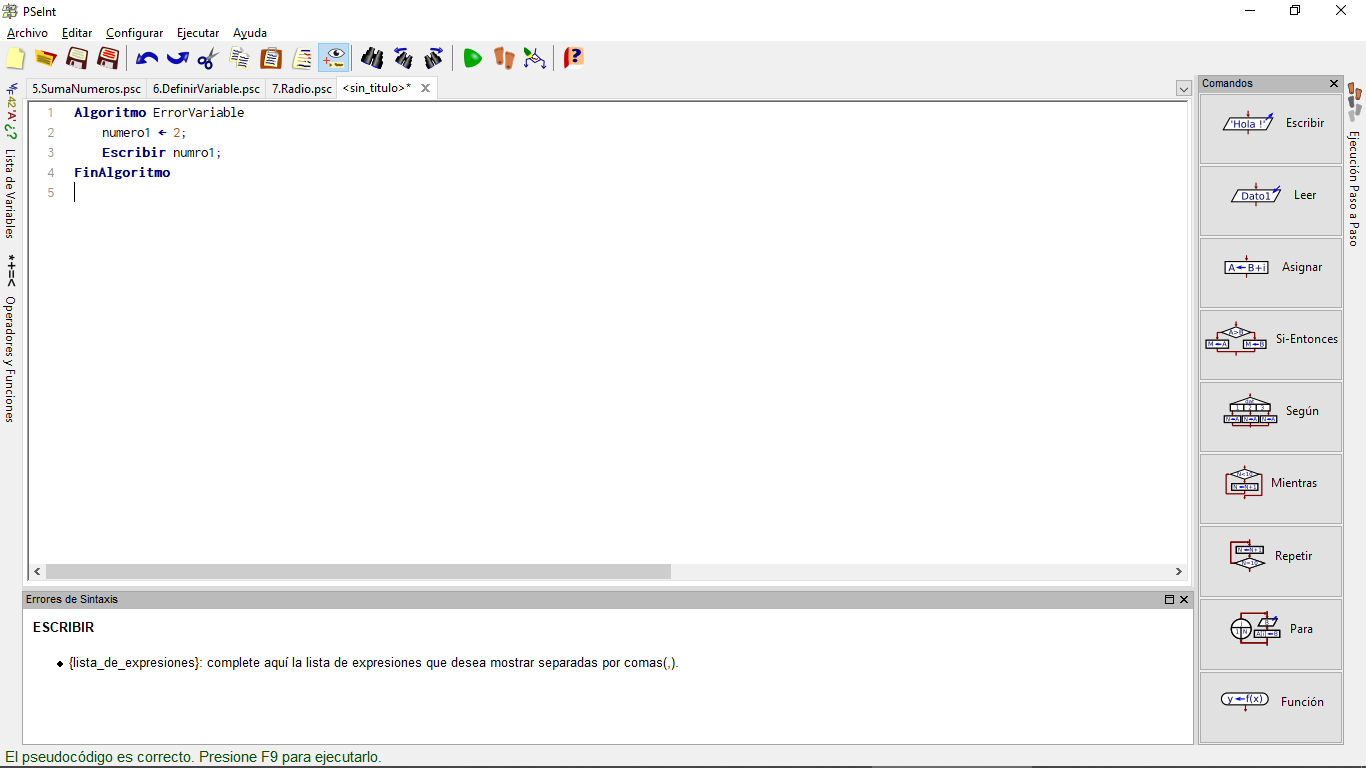 PSeInt
Archivo Editar Configurar Ejecutar Ayuda
5.SumaNumeros.psc 6.DefinirVariable.psc 7.Radio.psc <sin_titulo>*
1 Algoritmo ErrorVariable
2 numero1 ← 2;
3 Escribir numro1;
4 FinAlgoritmo
5
Lista de Variables
*+=<
Operadores y Funciones
Errores de Sintaxis
ESCRIBIR
{lista_de_expresiones}: complete aquí la lista de expresiones que desea mostrar separadas por comas(,).
El pseudocódigo es correcto. Presione F9 para ejecutarlo.
Comandos
'Hola !' Escribir
Dato1 Leer
A←B+i Asignar
A>B M←A M←B Si-Entonces
Según
Mientras
Repetir
Para
y←f(x) Función
Ejecución Paso a Paso